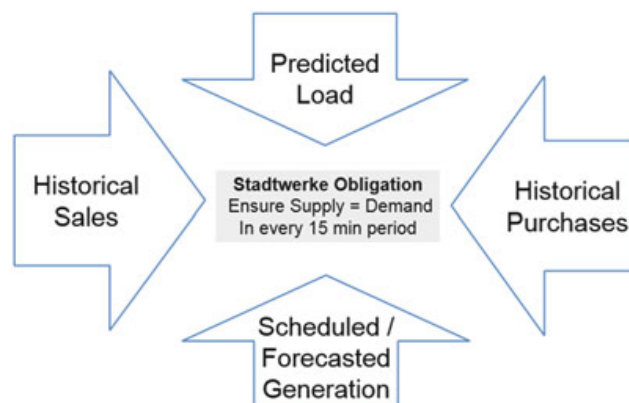 Predicted
Load
Historical
Sales
Stadtwerke Obligation
Ensure Supply = Demand
In every 15 min period
Historical
Purchases
Scheduled /
Forecasted
Generation